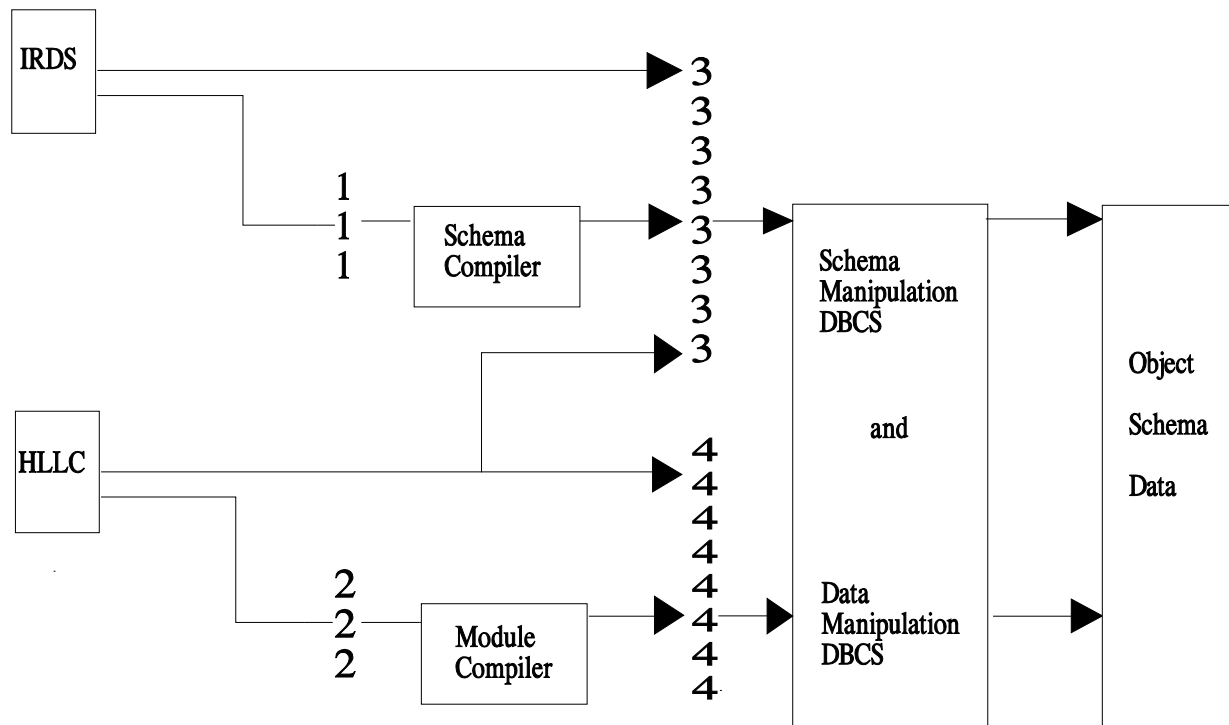 IRDS
3
3
3
3
3
3
3
3
1
1
1
Schema
Compiler
Schema
Manipulation
DBCS
and
Data
Manipulation
DBCS
Object
Schema
Data
HLLC
4
4
4
4
4
4
4
4
2
2
2
Module
Compiler